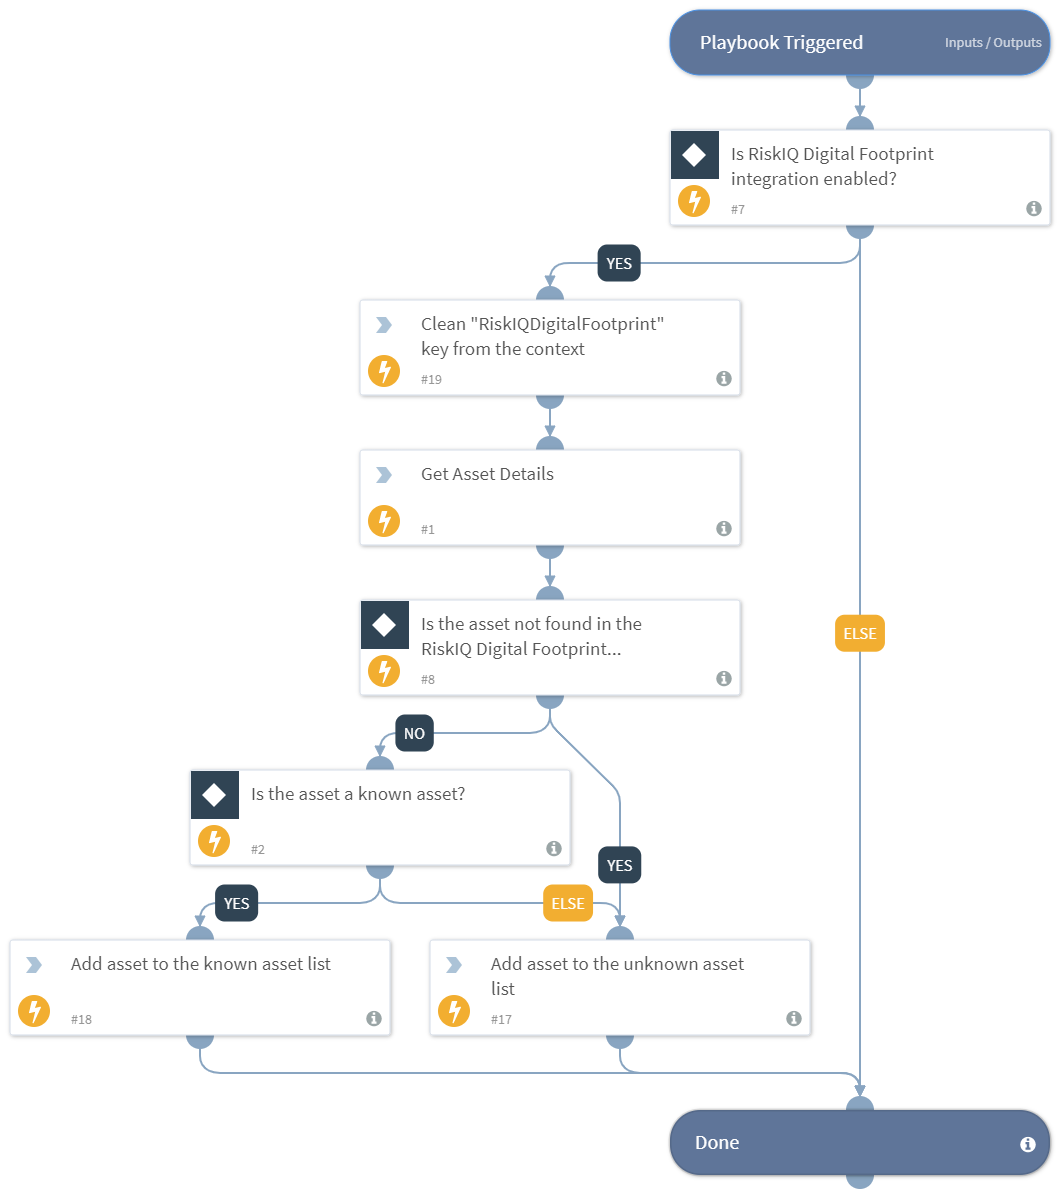 Playbook Triggered
Inputs / Outputs
Is RiskIQ Digital Footprint
integration enabled?
#7
YES
Clean "RiskIQDigitalFootprint"
key from the context
#19
Get Asset Details
#1
Is the asset not found in the
RiskIQ Digital Footprint...
#8
ELSE
NO
Is the asset a known asset?
#2
YES
YES
ELSE
Add asset to the known asset list
#18
Add asset to the unknown asset
list
#17
Done